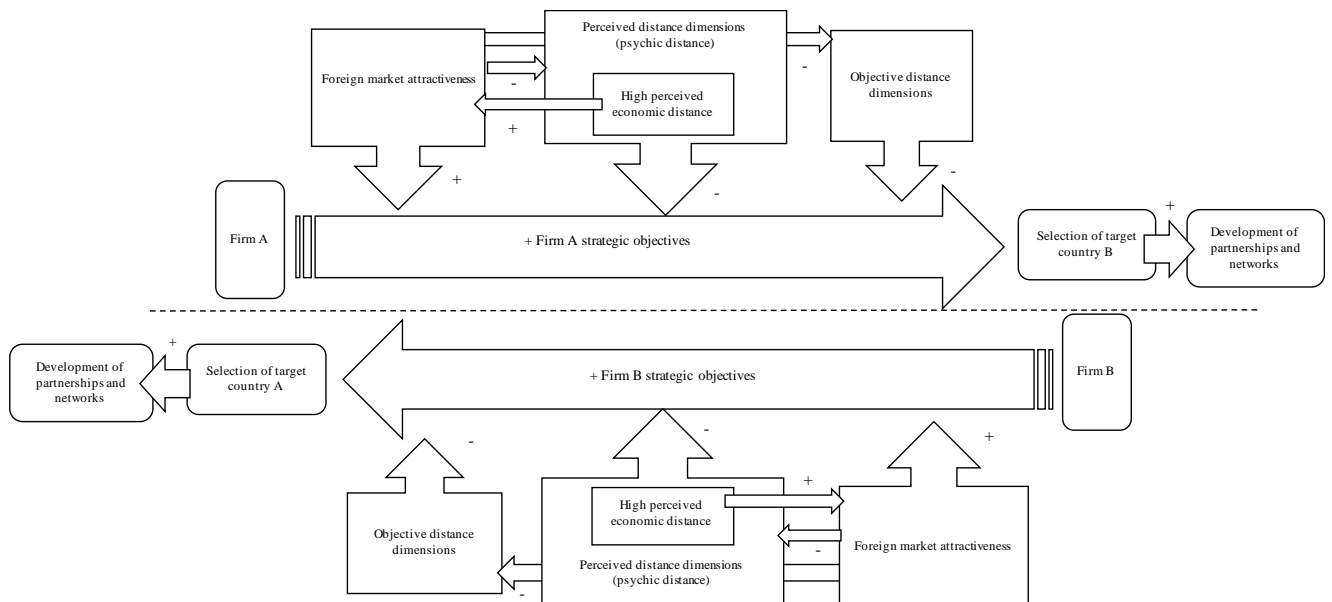 Perceived distance dimensions
(psychic distance)
Foreign market attractiveness
-
-
Objective distance
dimensions
High perceived
economic distance
+
+
-
-
+
Firm A
+ Firm A strategic objectives
Selection of target
country B
Development of
partnerships and
networks
+
Development of
partnerships and
networks
Selection of target
country A
+ Firm B strategic objectives
Firm B
-
-
+
+
High perceived
economic distance
Objective distance
dimensions
-
Foreign market attractiveness
Perceived distance dimensions
(psychic distance)
-